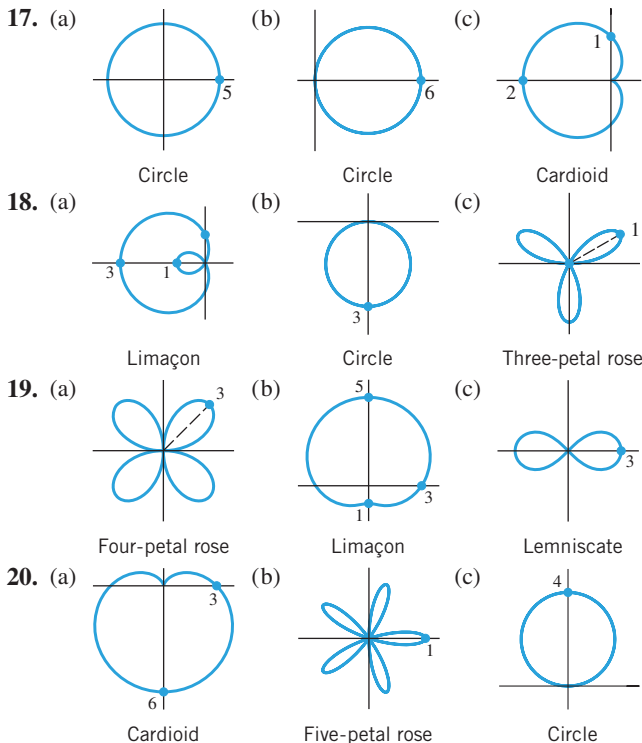 17. (a) (b) (c)
5 6 1
2
Circle Circle Cardioid
18. (a) (b) (c)
3 1 3 1
Limaçon Circle Three-petal rose
19. (a) (b) (c)
3 5 3 1 3
Four-petal rose Limaçon Lemniscate
20. (a) (b) (c)
3 6 1 4
Cardioid Five-petal rose Circle